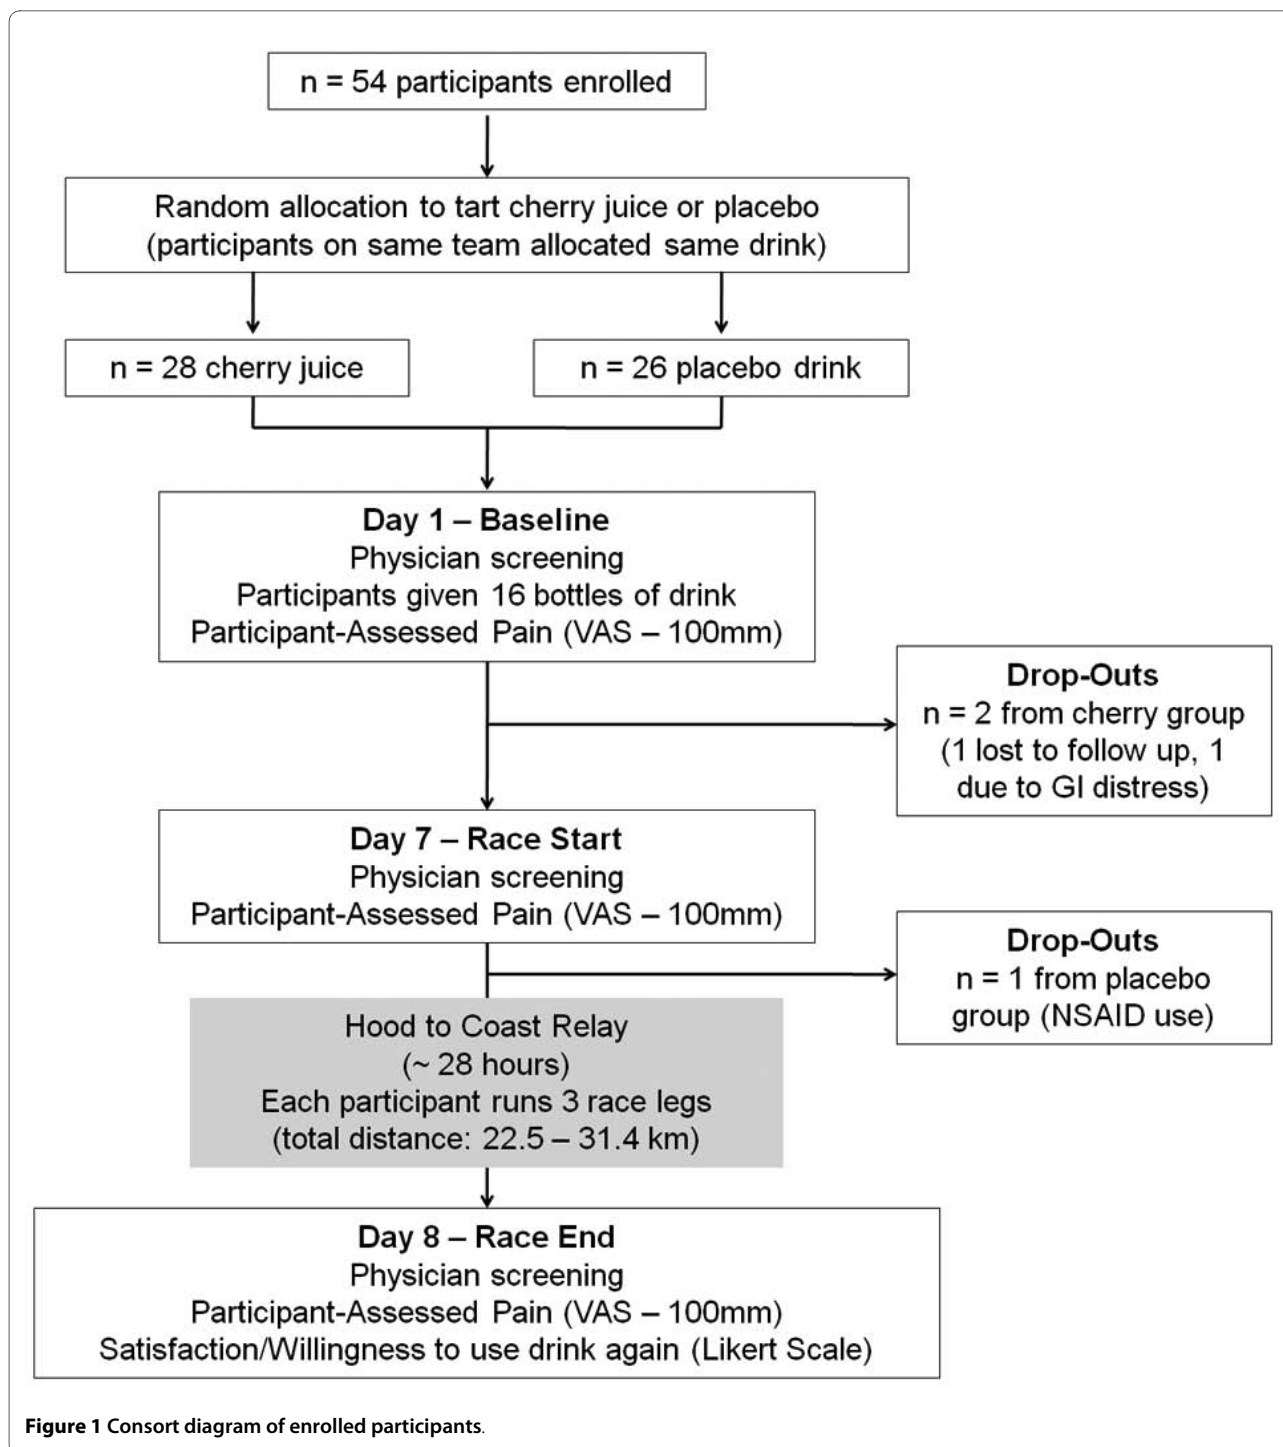 n = 54 participants enrolled
Random allocation to tart cherry juice or placebo
(participants on same team allocated same drink)
n = 28 cherry juice
n = 26 placebo drink
Day 1 – Baseline
Physician screening
Participants given 16 bottles of drink
Participant-Assessed Pain (VAS – 100mm)
Drop-Outs
n = 2 from cherry group
(1 lost to follow up, 1
due to GI distress)
Day 7 – Race Start
Physician screening
Participant-Assessed Pain (VAS – 100mm)
Drop-Outs
n = 1 from placebo
group (NSAID use)
Hood to Coast Relay
(~ 28 hours)
Each participant runs 3 race legs
(total distance: 22.5 – 31.4 km)
Day 8 – Race End
Physician screening
Participant-Assessed Pain (VAS – 100mm)
Satisfaction/Willingness to use drink again (Likert Scale)
Figure 1 Consort diagram of enrolled participants.